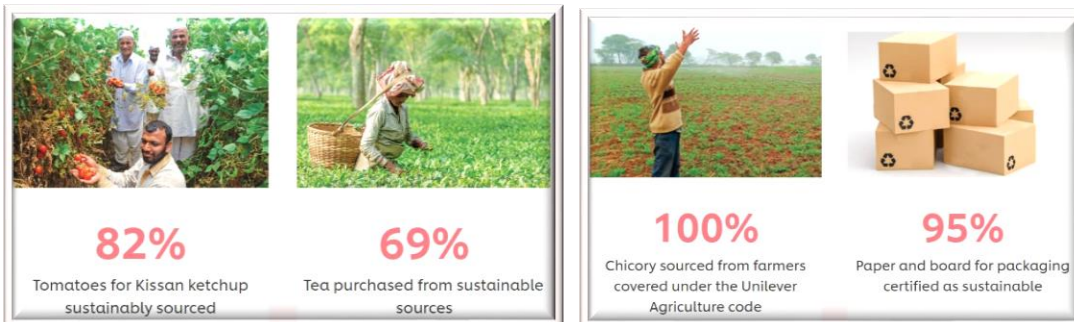 82%
Tomatoes for Kissan ketchup
sustainably sourced
69%
Tea purchased from sustainable
sources
100%
Chicory sourced from farmers
covered under the Unilever
Agriculture code
95%
Paper and board for packaging
certified as sustainable